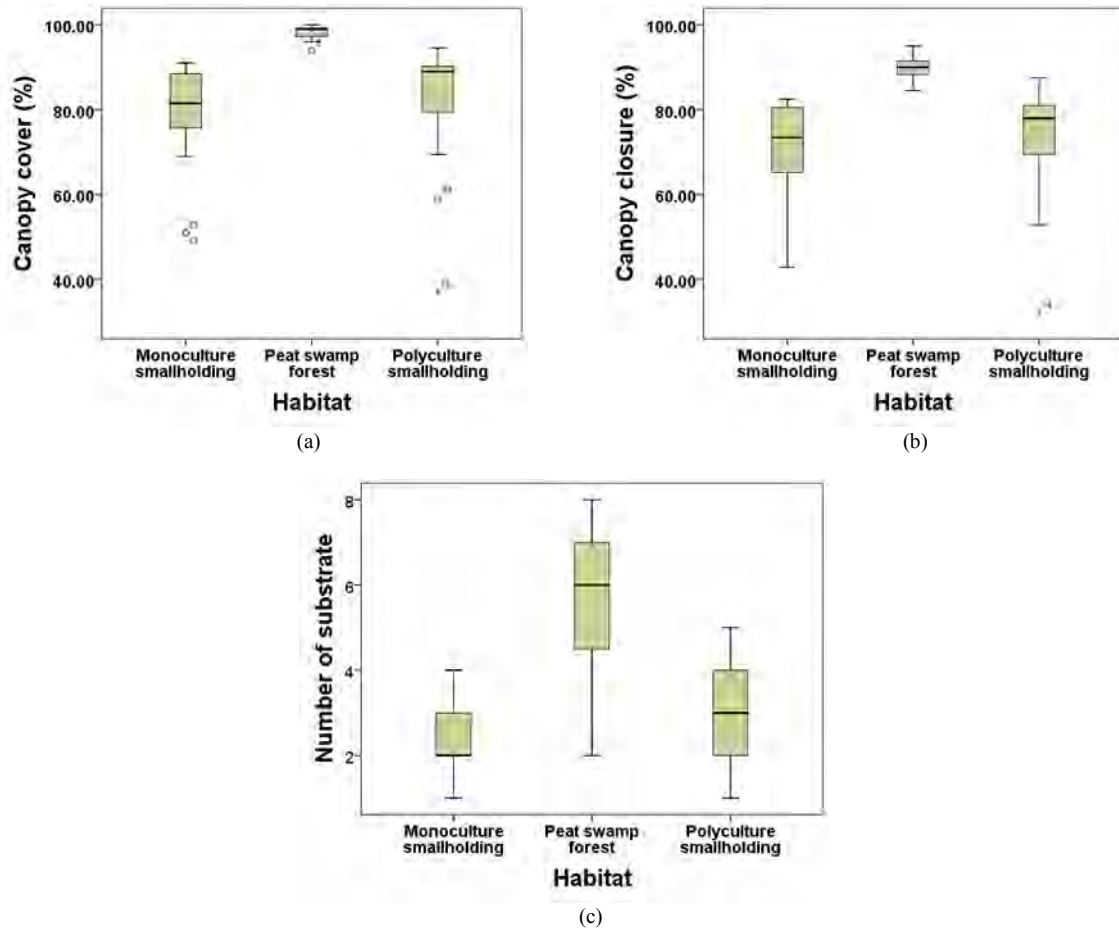 Canopy cover (%)
100.00
80.00
60.00
40.00
Monoculture
smallholding
Peat swamp
forest
Polyculture
smallholding
Habitat
(a)
Canopy closure (%)
100.00
80.00
60.00
40.00
Monoculture
smallholding
Peat swamp
forest
Polyculture
smallholding
Habitat
(b)
Number of substrate
8
6
4
2
Monoculture
smallholding
Peat swamp
forest
Polyculture
smallholding
Habitat
(c)